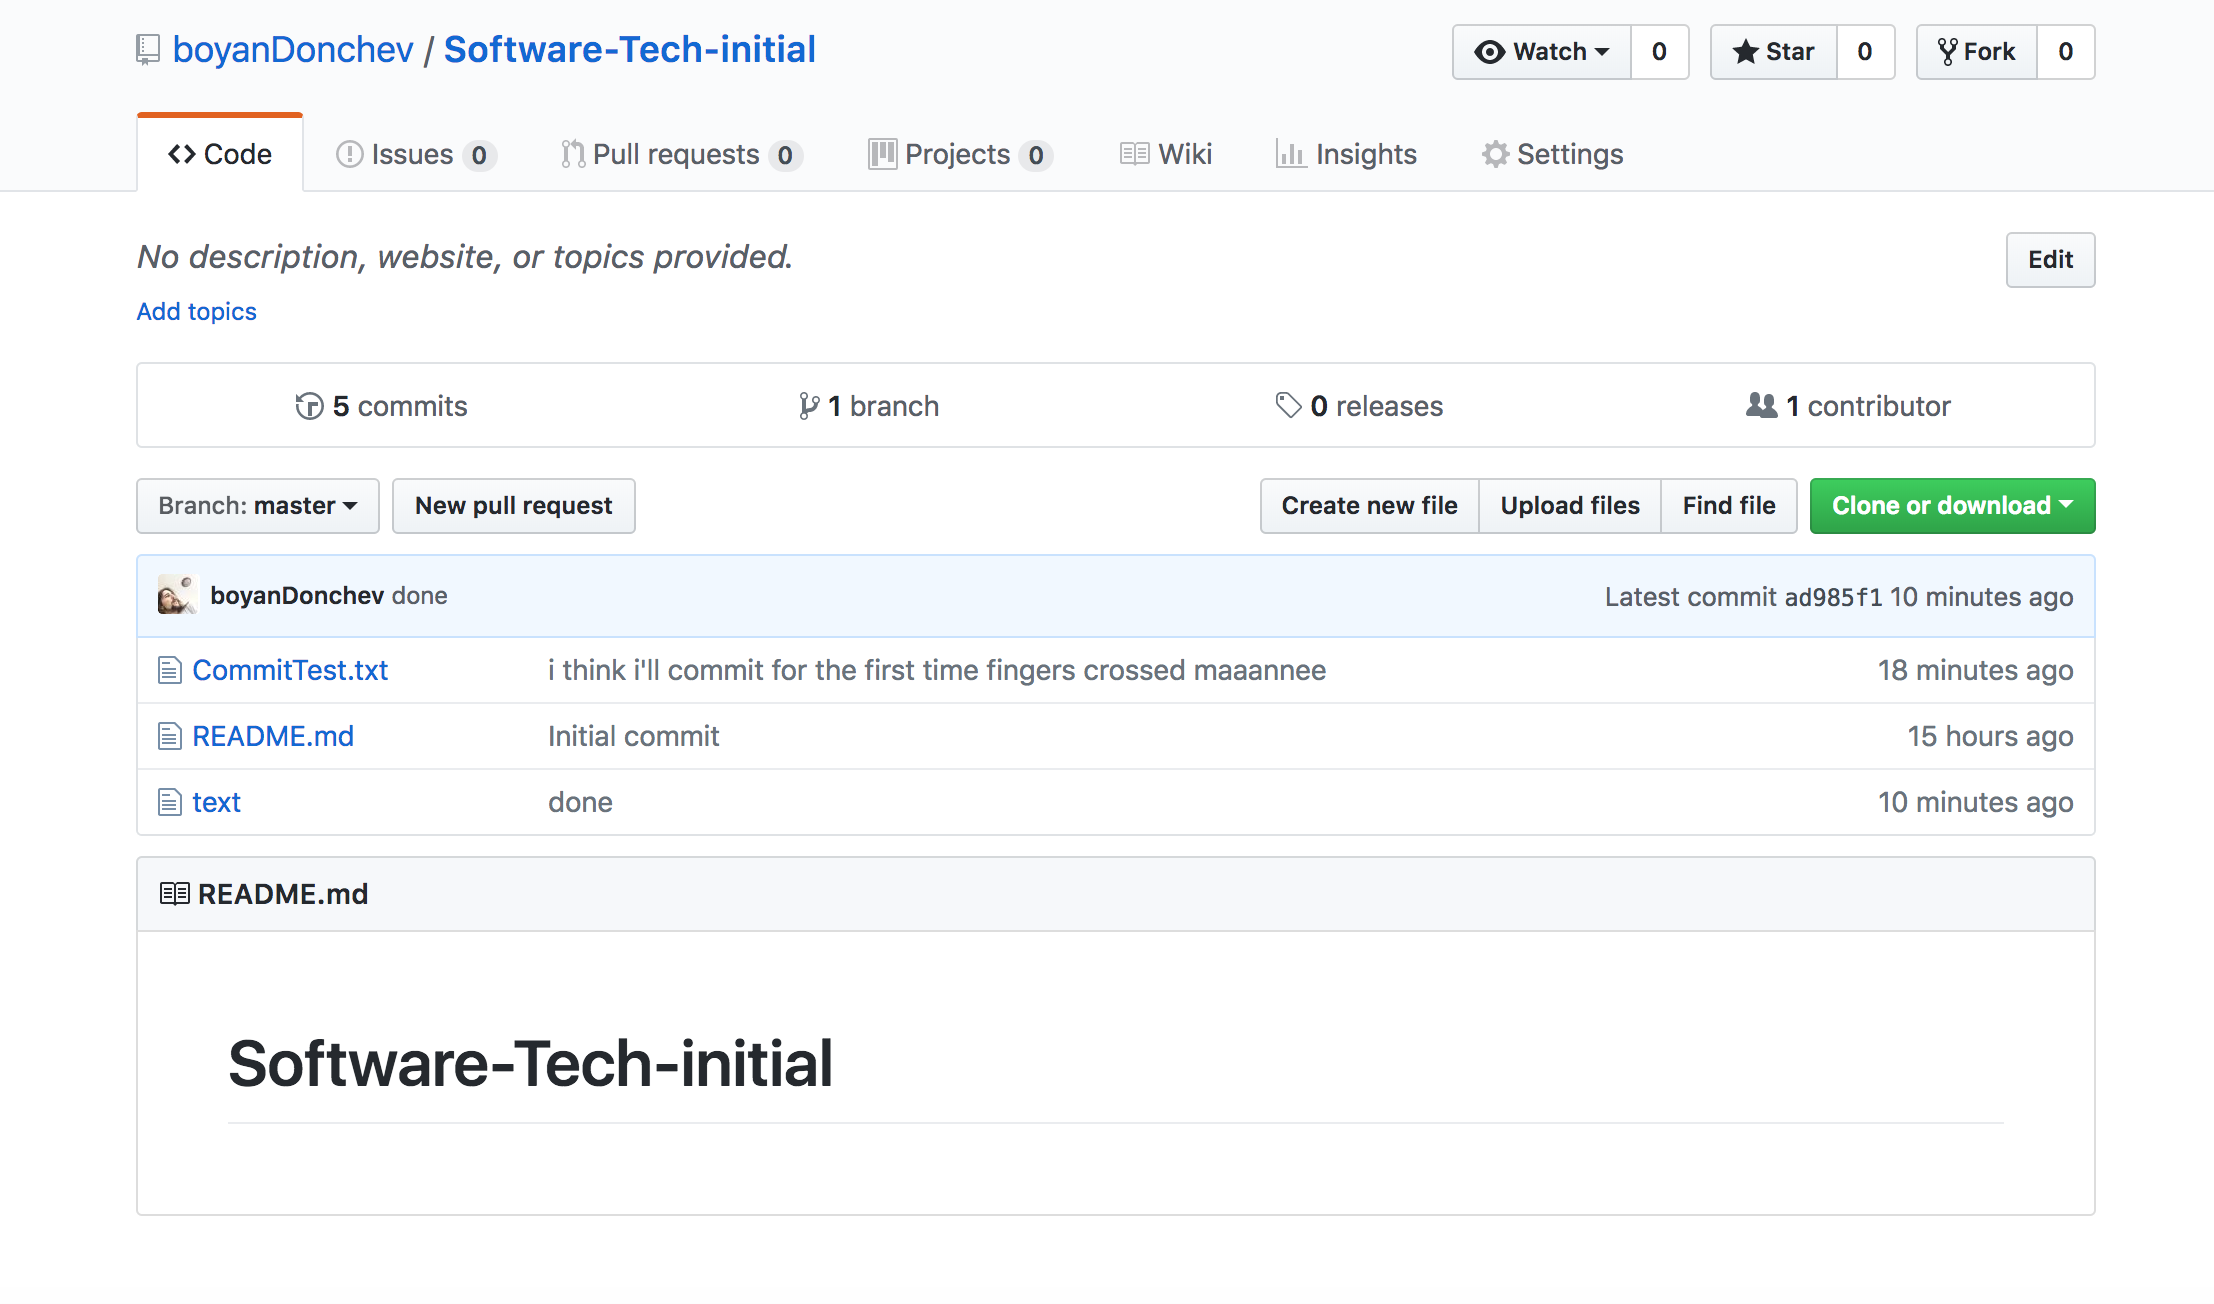 boyanDonchev / Software-Tech-initial
Watch 0 Star 0 Fork 0
Code Issues 0 Pull requests 0 Projects 0 Wiki Insights Settings
No description, website, or topics provided.
Edit
Add topics
5 commits 1 branch 0 releases 1 contributor
Branch: master New pull request Create new file Upload files Find file Clone or download
boyanDonchev done Latest commit ad985f1 10 minutes ago
CommitTest.txt i think i'll commit for the first time fingers crossed maaannee 18 minutes ago
README.md Initial commit 15 hours ago
text done 10 minutes ago
README.md
Software-Tech-initial